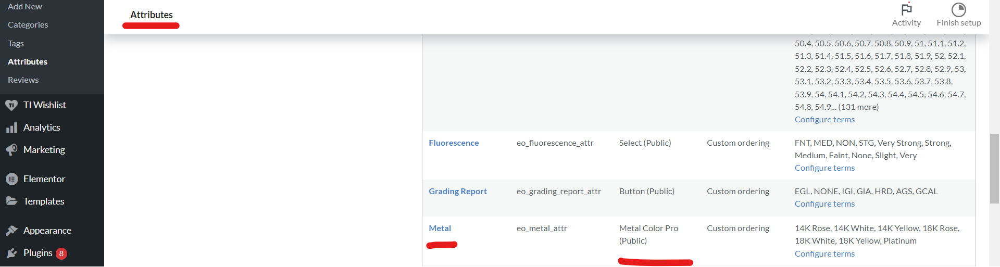 Add New
Categories
Tags
Attributes
Reviews
TI Wishlist
Analytics
Marketing
Elementor
Templates
Appearance
Plugins 8
Attributes
Activity
Finish setup
50.4, 50.5, 50.6, 50.7, 50.8, 50.9, 51, 51.1, 51.2,
51.3, 51.4, 51.5, 51.6, 51.7, 51.8, 51.9, 52, 52.1,
52.2, 52.3, 52.4, 52.5, 52.6, 52.7, 52.8, 52.9, 53,
53.1, 53.2, 53.3, 53.4, 53.5, 53.6, 53.7, 53.8,
53.9, 54, 54.1, 54.2, 54.3, 54.4, 54.5, 54.6, 54.7,
54.8, 54.9... (131 more)
Configure terms
Fluorescence
eo_fluorescence_attr
Select (Public)
Custom ordering
FNT, MED, NON, STG, Very Strong, Strong,
Medium, Faint, None, Slight, Very
Configure terms
Grading Report
eo_grading_report_attr
Button (Public)
Custom ordering
EGL, NONE, IGI, GIA, HRD, AGS, GCAL
Configure terms
Metal
eo_metal_attr
Metal Color Pro
(Public)
Custom ordering
14K Rose, 14K White, 14K Yellow, 18K Rose,
18K White, 18K Yellow, Platinum
Configure terms